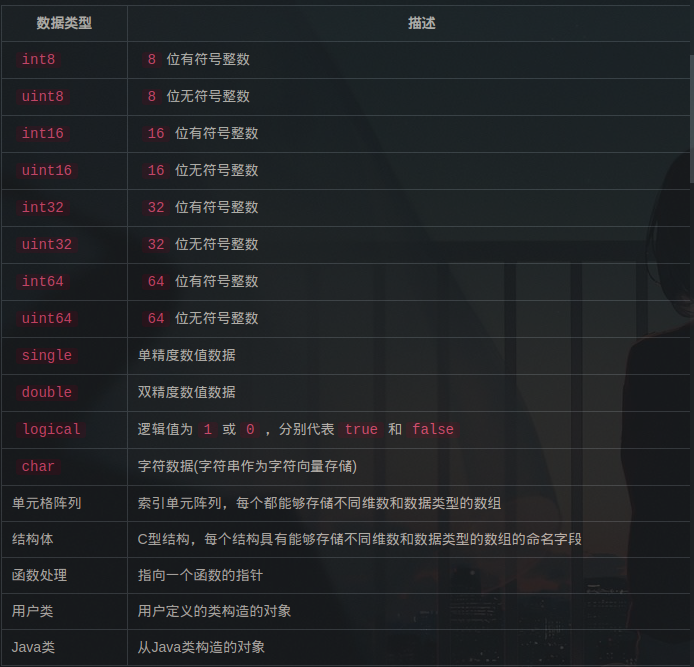 数据类型 描述
int8 8 位有符号整数
uint8 8 位无符号整数
int16 16 位有符号整数
uint16 16 位无符号整数
int32 32 位有符号整数
uint32 32 位无符号整数
int64 64 位有符号整数
uint64 64 位无符号整数
single 单精度数值数据
double 双精度数值数据
logical 逻辑值为 1 或 0 ，分别代表 true 和 false
char 字符数据(字符串作为字符向量存储)
单元格阵列 索引单元阵列，每个都能够存储不同维数和数据类型的数组
结构体 C型结构，每个结构具有能够存储不同维数和数据类型的数组的命名字段
函数处理 指向一个函数的指针
用户类 用户定义的类构造的对象
Java类 从Java类构造的对象